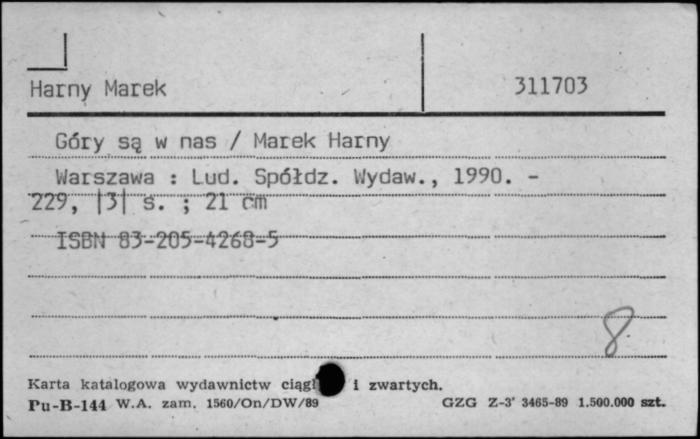 Harny Marek 311703
Góry są w nas / Marek Harny
Warszawa : Lud. Spółdz. Wydaw., 1990. -
229, |3| s. ; 21 cm
ISBN 83-205-4268-5
8
Karta katalogowa wydawnictw ciągł i zwartych.
Pu-B-144 W.A. zam. 1560/On/DW/89 GZG Z-3' 3465-89 1.500.000 szt.